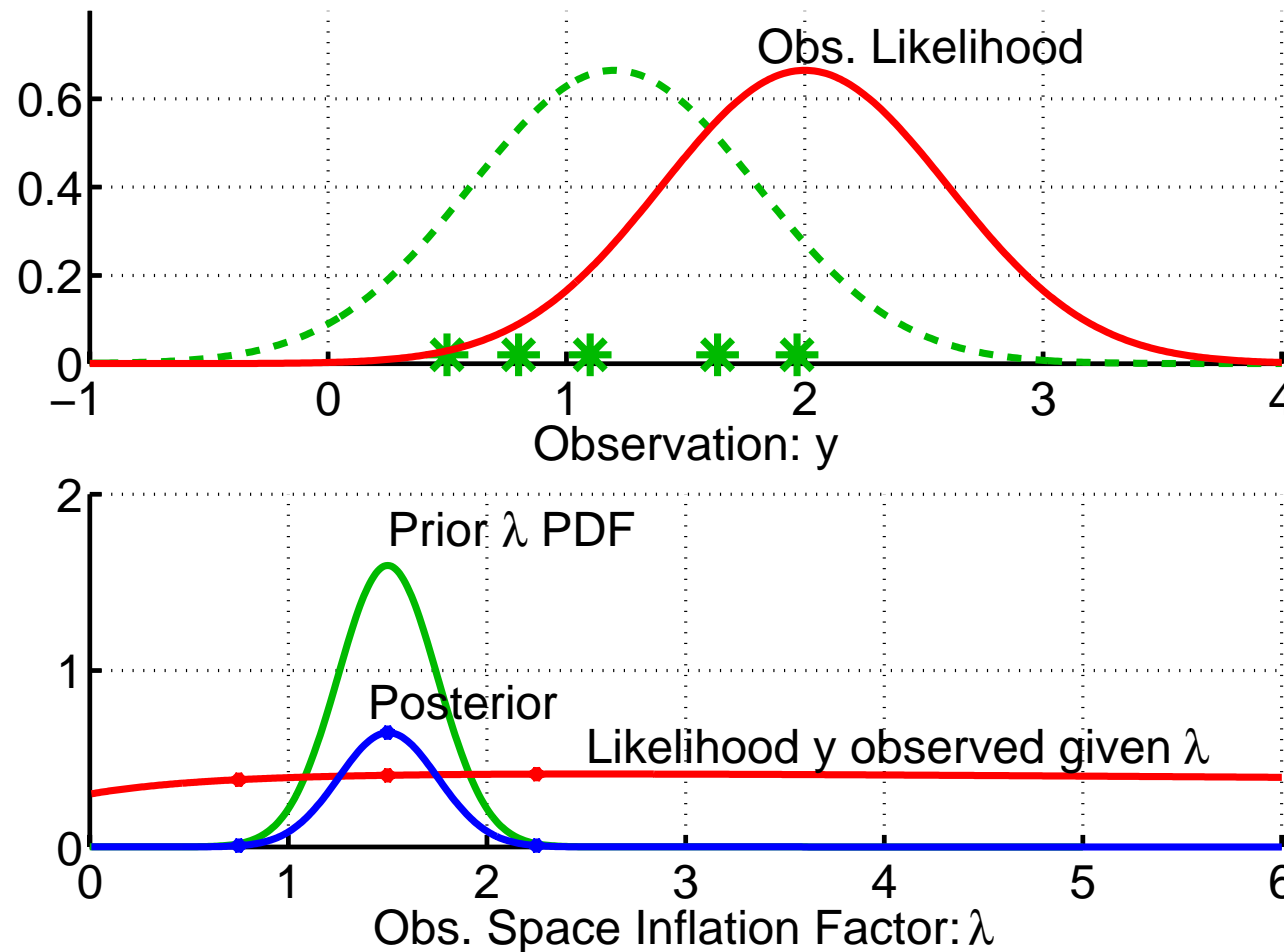 Obs. Likelihood
0.6
0.4
0.2
0
−1 0 1 2 3 4
Observation: y
2
Prior λ PDF
1
Posterior
Likelihood y observed given λ
0
0 1 2 3 4 5 6
Obs. Space Inflation Factor: λ